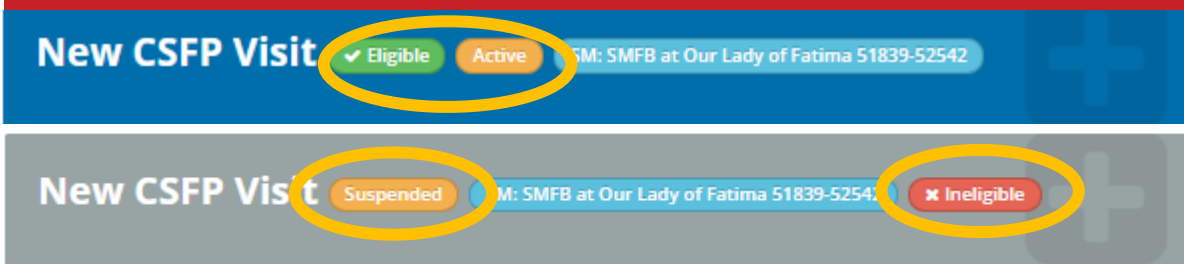 New CSFP Visit ✔ Eligible Active SM: SMFB at Our Lady of Fatima 51839-52542
New CSFP Visit Suspended M: SMFB at Our Lady of Fatima 51839-52542 ✖ Ineligible